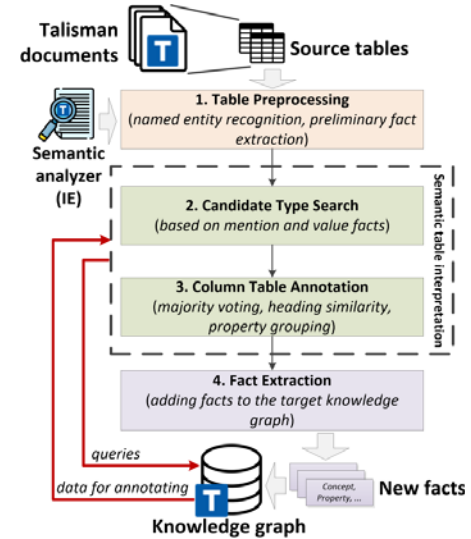 Talisman
documents
T
Source tables
T
Semantic
analyzer
(IE)
1. Table Preprocessing
(named entity recognition, preliminary fact
extraction)
Semantic table interpretation
2. Candidate Type Search
(based on mention and value facts)
3. Column Table Annotation
(majority voting, heading similarity,
property grouping)
4. Fact Extraction
(adding facts to the target knowledge
graph)
queries
data for annotating
T
Knowledge graph
Concept,
Property, ...
New facts